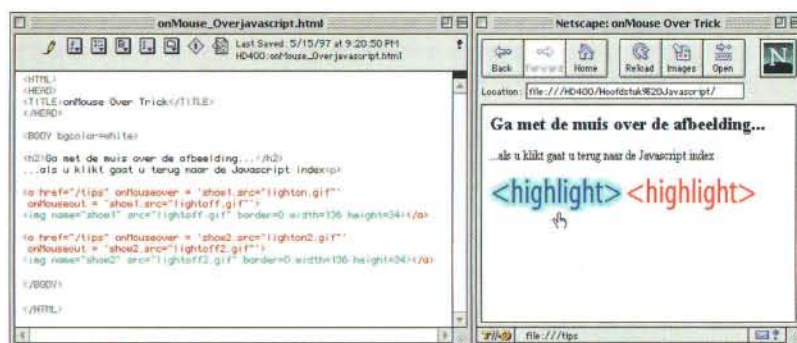 onMouse_Overjavascript.html
Last Saved: 5/15/97 at 9:20:50 PM
HD400:onMouse_Overjavascript.html
<HTML>
<HEAD>
<TITLE>onMouse Over Trick</TITLE>
</HEAD>
<BODY bgcolor=white>
<h2>Ga met de muis over de afbeelding...</h2>
...als u klikt gaat u terug naar de Javascript index<p>
<a href="/tips" onMouseover = 'show1.src="lighton.gif"'
onMouseout = 'show1.src="lightoff.gif"'>
<img name="show1" src="lightoff.gif" border=0 width=136 height=34></a>
<a href="/tips" onMouseover = 'show2.src="lighton2.gif"'
onMouseout = 'show2.src="lightoff2.gif"'>
<img name="show2" src="lightoff2.gif" border=0 width=136 height=34></a>
</BODY>
</HTML>
Netscape: onMouse Over Trick
Back Forward Home Reload Images Open
N
Location: file:///HD400/Hoofdstuk%20Javascript/
Ga met de muis over de afbeelding...
...als u klikt gaat u terug naar de Javascript index
<highlight> <highlight>
file:///tips